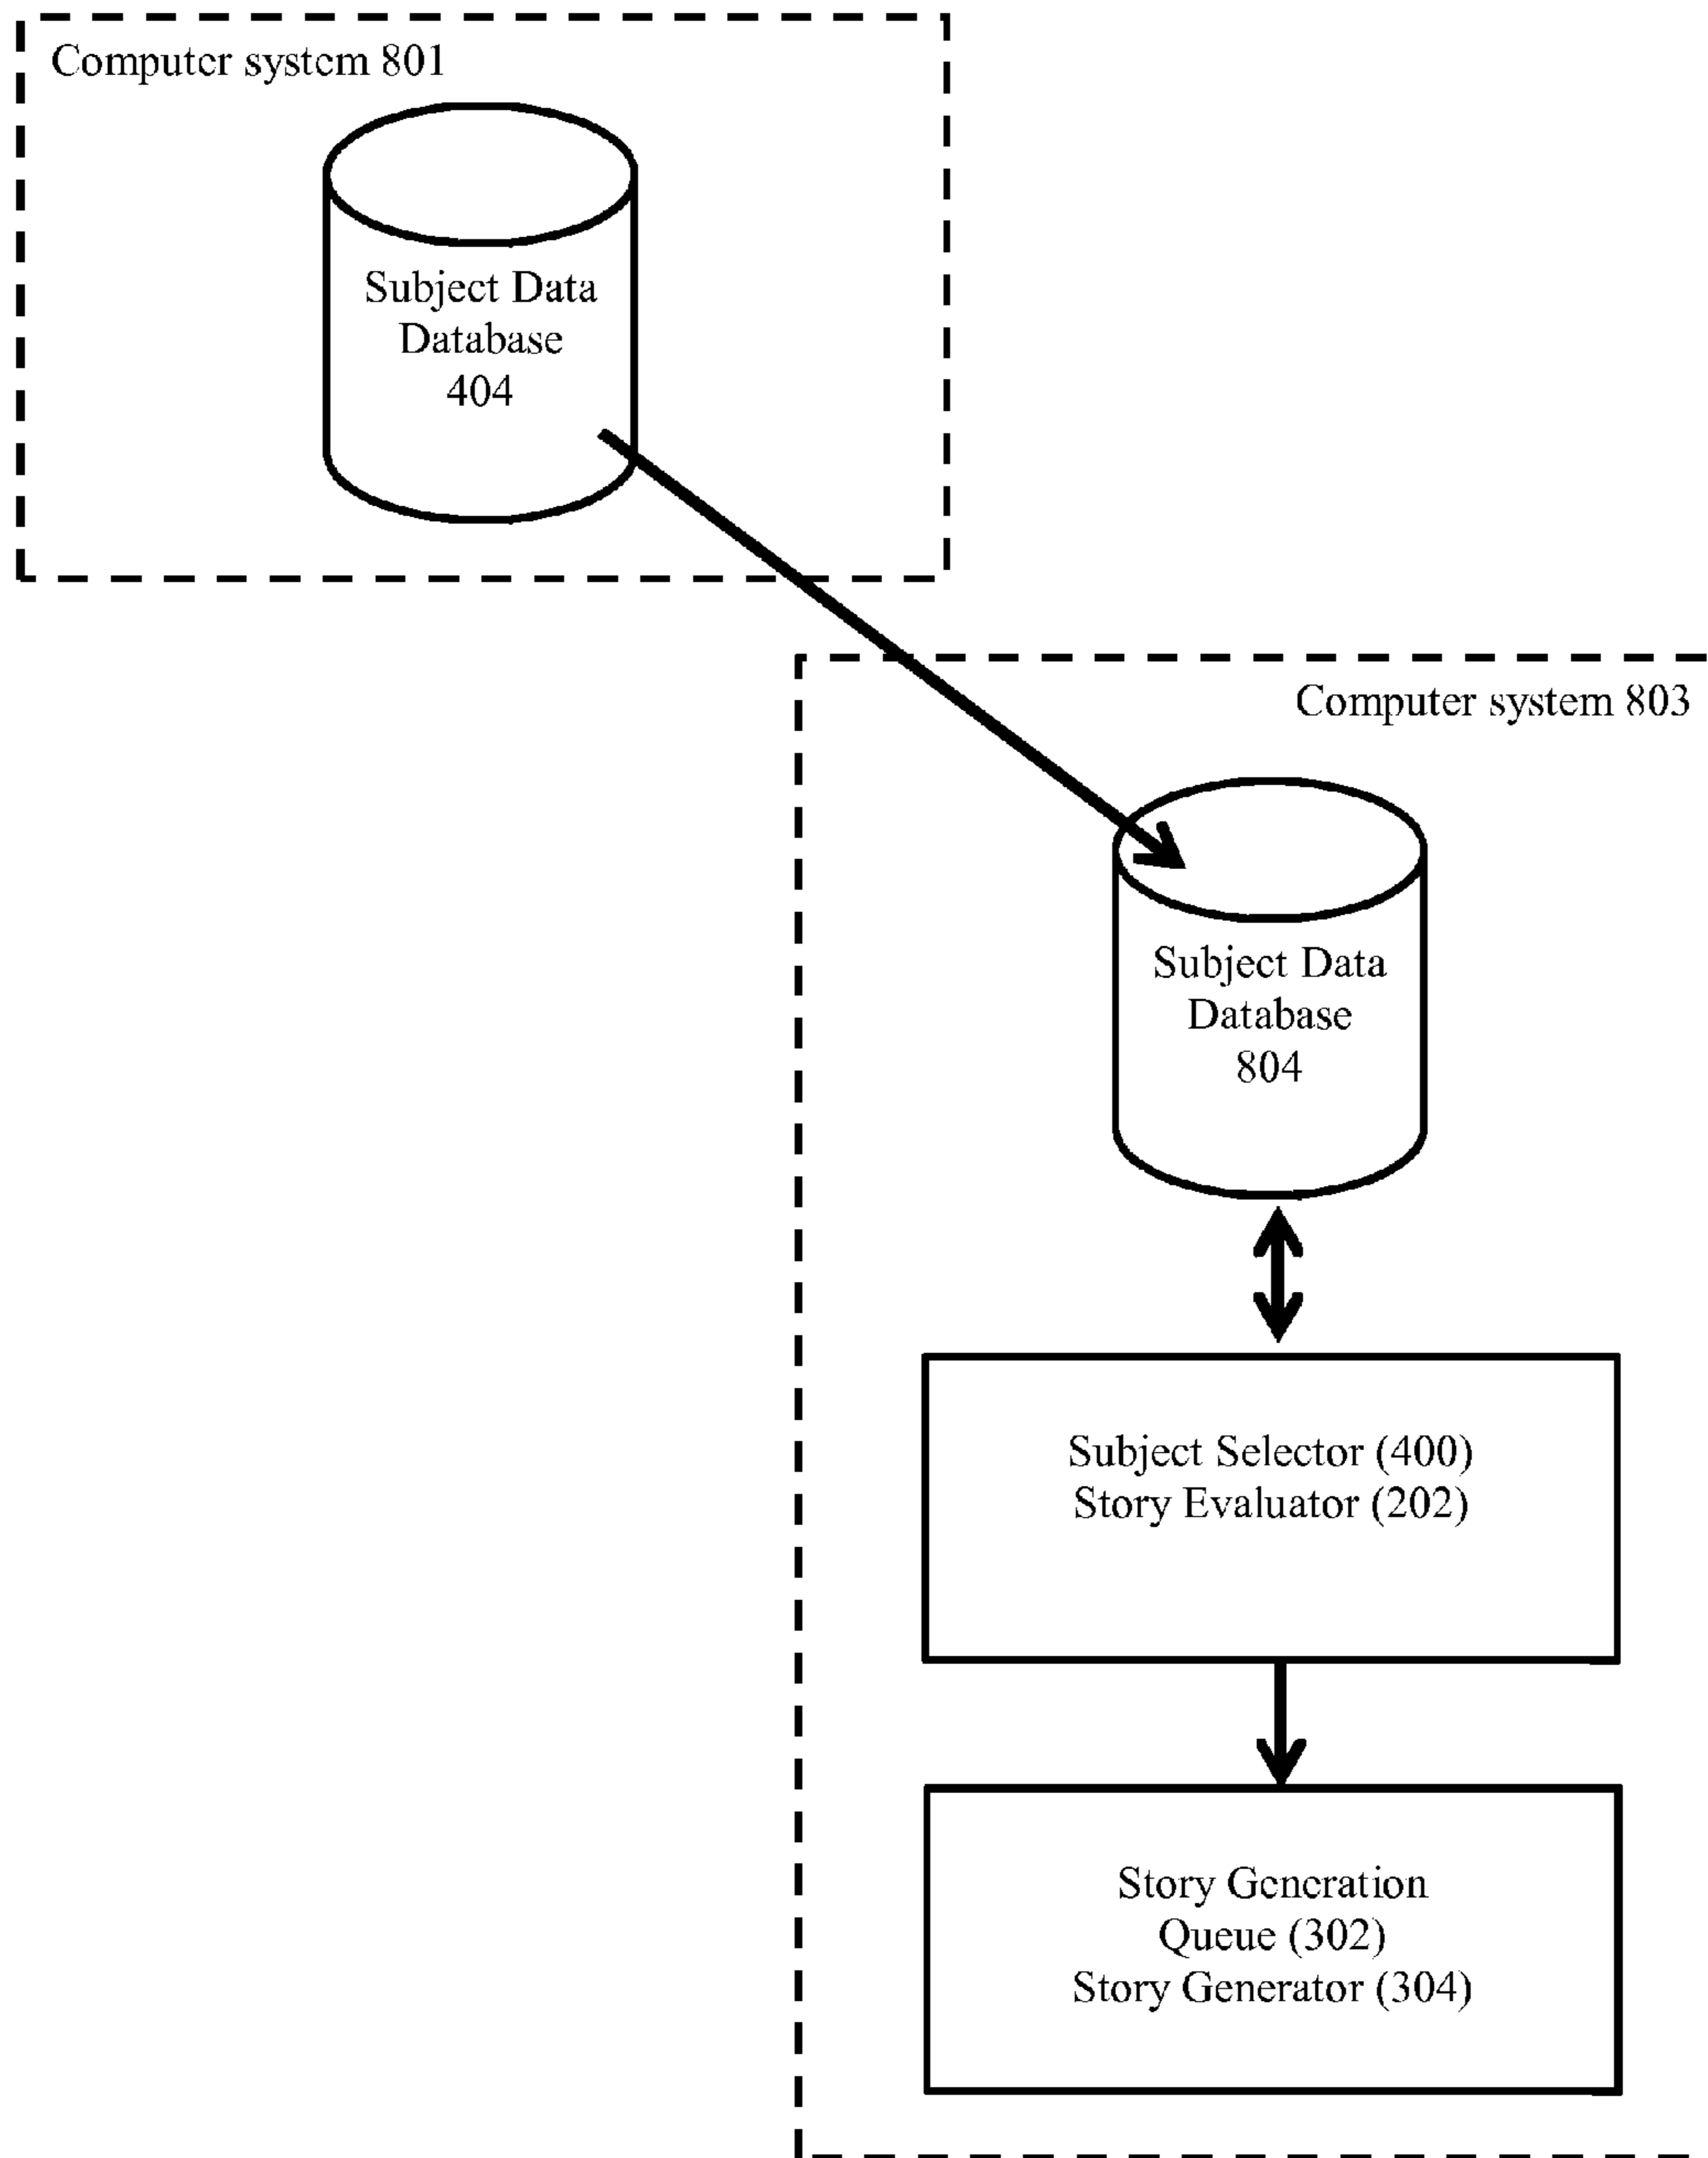 Computer system 801
Subject Data
Database
404
Computer system 803
Subject Data
Database
804
Subject Selector (400)
Story Evaluator (202)
Story Generation
Queue (302)
Story Generator (304)